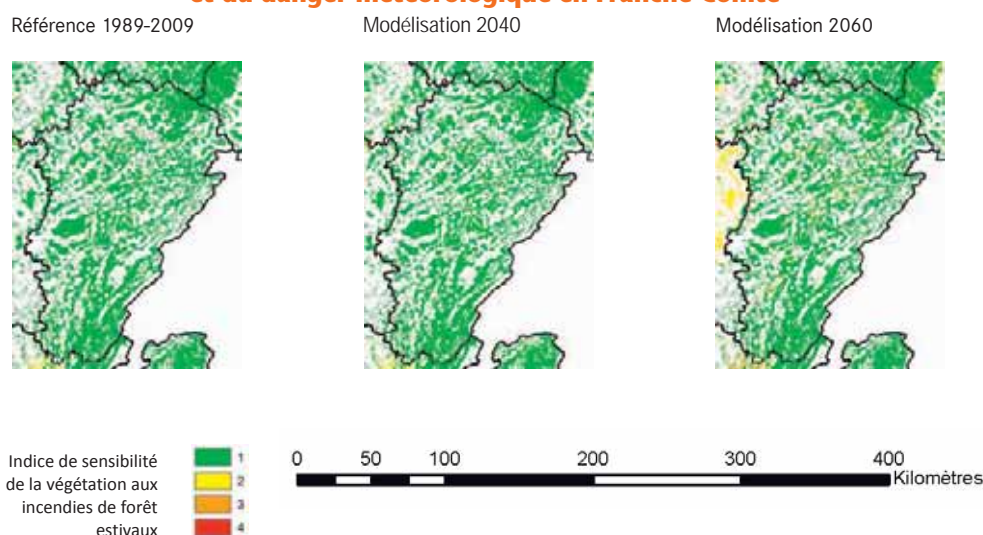 et du danger météorologique en Franche-Comté
Référence 1989-2009
Modélisation 2040
Modélisation 2060
Indice de sensibilité
de la végétation aux
incendies de forêt
estivaux
1
2
3
4
0 50 100 200 300 400
Kilomètres